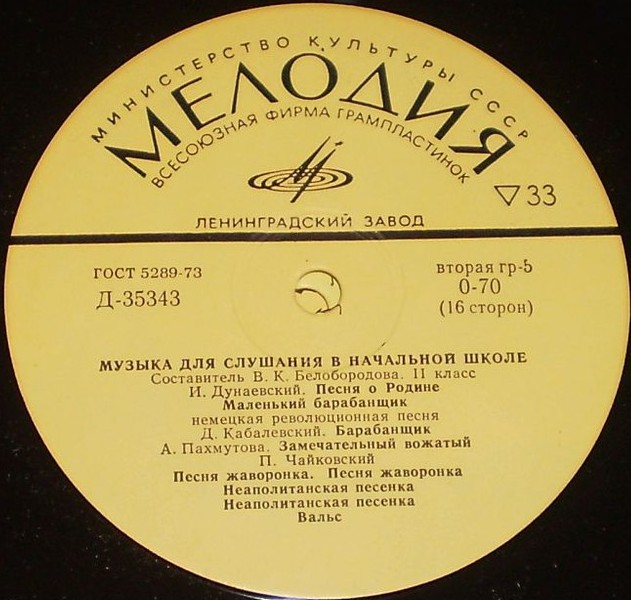 МИНИСТЕРСТВО КУЛЬТУРЫ СССР
МЕЛОДИЯ
ВСЕСОЮЗНАЯ ФИРМА ГРАМПЛАСТИНОК
▽33
ЛЕНИНГРАДСКИЙ ЗАВОД
ГОСТ 5289-73
Д-35343
вторая гр-Ь
0-70
(16 сторон)
МУЗЫКА ДЛЯ СЛУШАНИЯ В НАЧАЛЬНОЙ ШКОЛЕ
Составитель В. К. Белобородова. II класс
И. Дунаевский. Песня о Родине
Маленький барабанщик
немецкая революционная песня
Д. Кабалевский. Барабанщик
А. Пахмутова. Замечательный вожатый
П. Чайковский
Песня жаворонка. Песня жаворонка
Неаполитанская песенка
Неаполитанская песенка
Вальс